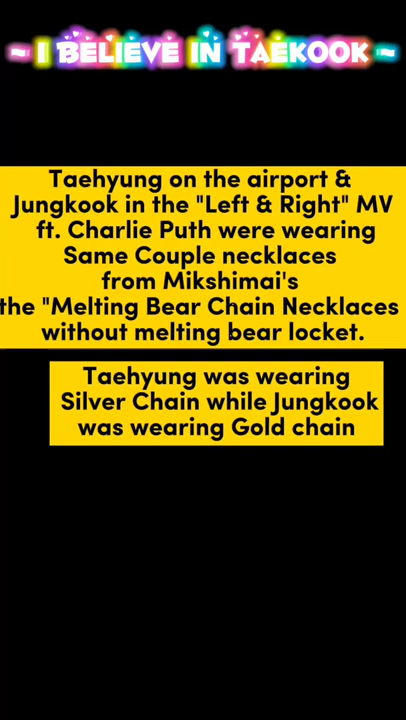 ~ I BELIEVE IN TAEKOOK ~
Taehyung on the airport &
Jungkook in the "Left & Right" MV
ft. Charlie Puth were wearing
Same Couple necklaces
from Mikshimai's
the "Melting Bear Chain Necklaces
without melting bear locket.
Taehyung was wearing
Silver Chain while Jungkook
was wearing Gold chain